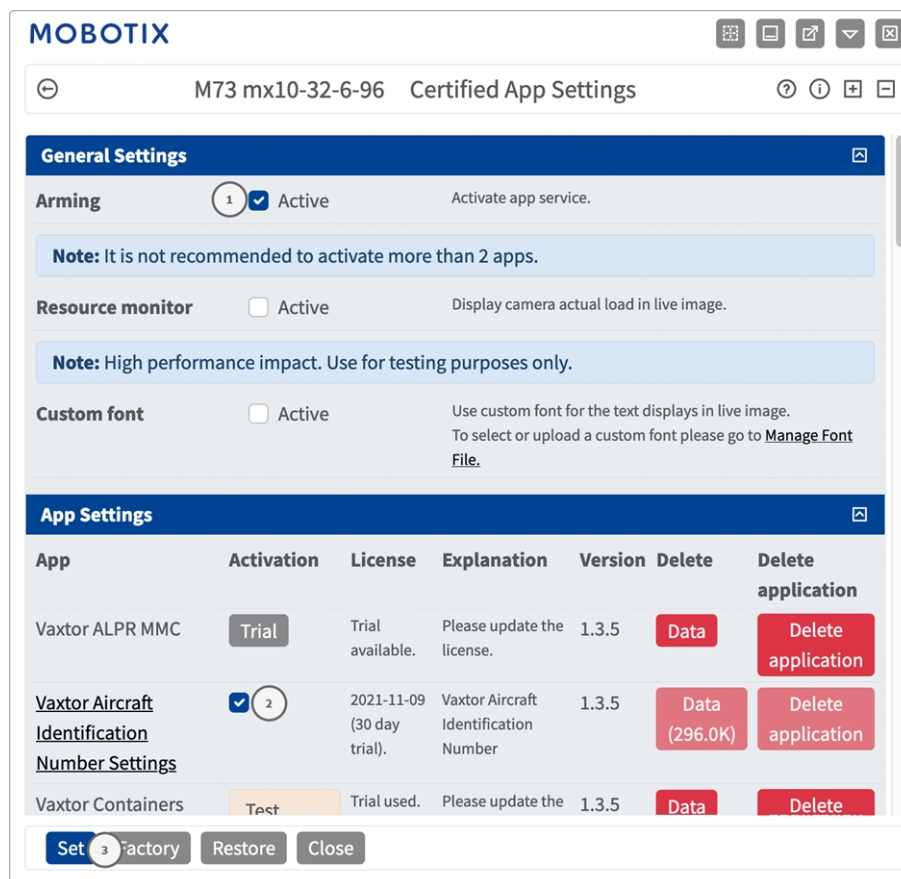 MOBOTIX
M73 mx10-32-6-96 Certified App Settings
General Settings
Arming 1 Active Activate app service.
Note: It is not recommended to activate more than 2 apps.
Resource monitor Active Display camera actual load in live image.
Note: High performance impact. Use for testing purposes only.
Custom font Active Use custom font for the text displays in live image.
To select or upload a custom font please go to Manage Font
File.
App Settings
App Activation License Explanation Version Delete Delete
application
Vaxtor ALPR MMC Trial Trial Please update the 1.3.5 Data Delete
available. license. application
Vaxtor Aircraft 2 2021-11-09 Vaxtor Aircraft 1.3.5 Data Delete
Identification (30 day Identification (296.0K) application
Number Settings trial). Number
Vaxtor Containers Test Trial used. Please update the 1.3.5 Data Delete
Set 3 Factory Restore Close